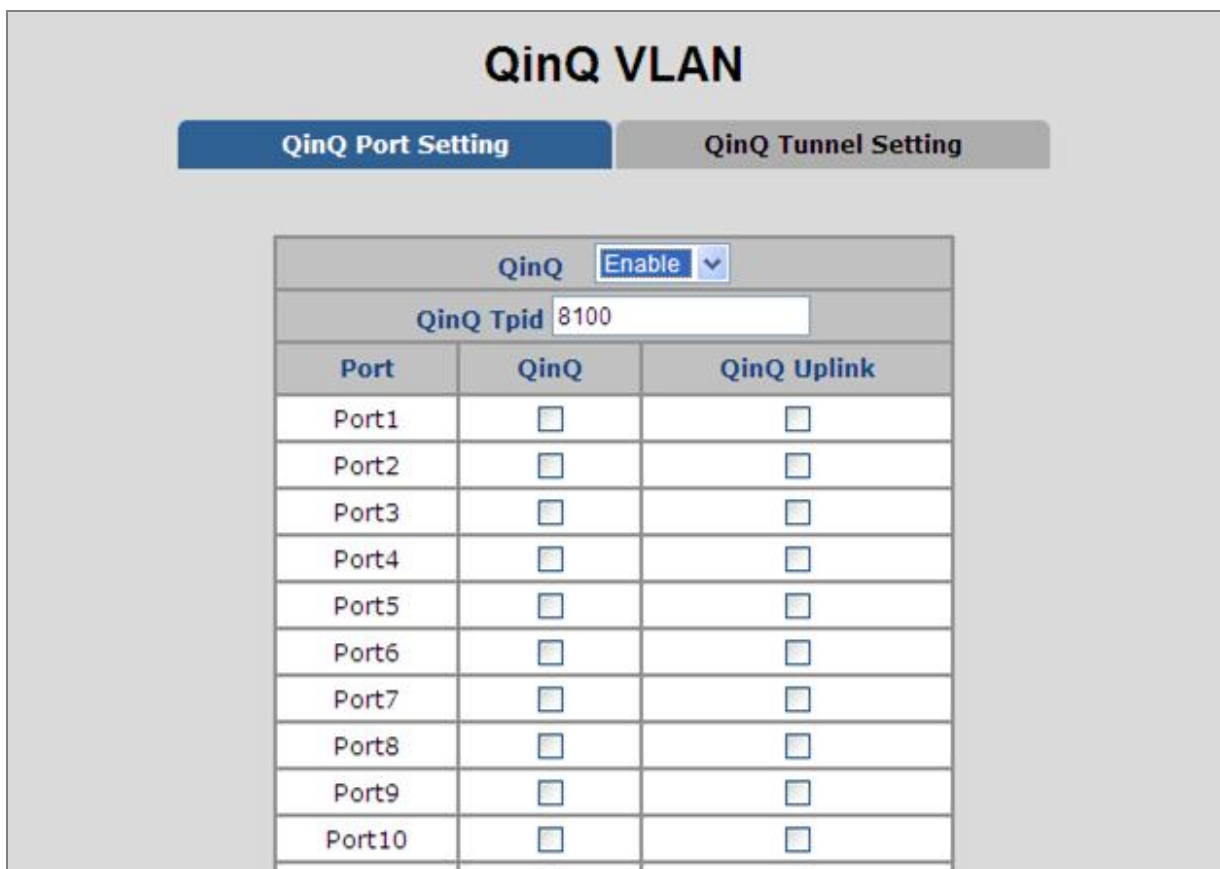 QinQ VLAN
QinQ Port Setting QinQ Tunnel Setting
QinQ Enable
QinQ Tpid 8100
Port QinQ QinQ Uplink
Port1
Port2
Port3
Port4
Port5
Port6
Port7
Port8
Port9
Port10